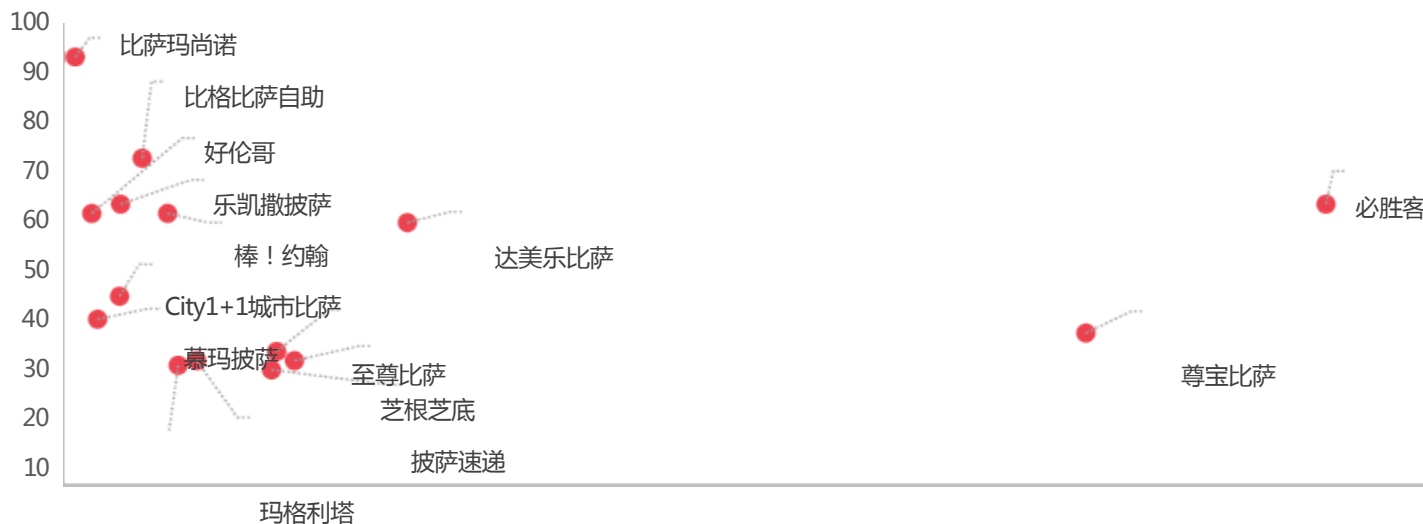 100
比萨玛尚诺
90
比格比萨自助
80
好伦哥
70
乐凯撒披萨
必胜客
60
棒！约翰
达美乐比萨
50
City1+1城市比萨
40
慕玛披萨
至尊比萨
尊宝比萨
30
芝根芝底
20
披萨速递
10
玛格利塔